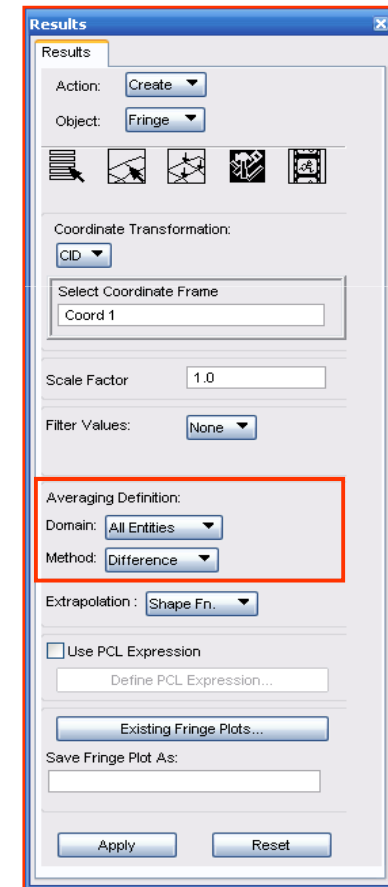 Results
Results
Action: Create
Object: Fringe
Coordinate Transformation:
CID
Select Coordinate Frame
Coord 1
Scale Factor 1.0
Filter Values: None
Averaging Definition:
Domain: All Entities
Method: Difference
Extrapolation : Shape Fn.
Use PCL Expression
Define PCL Expression...
Existing Fringe Plots...
Save Fringe Plot As:
Apply Reset